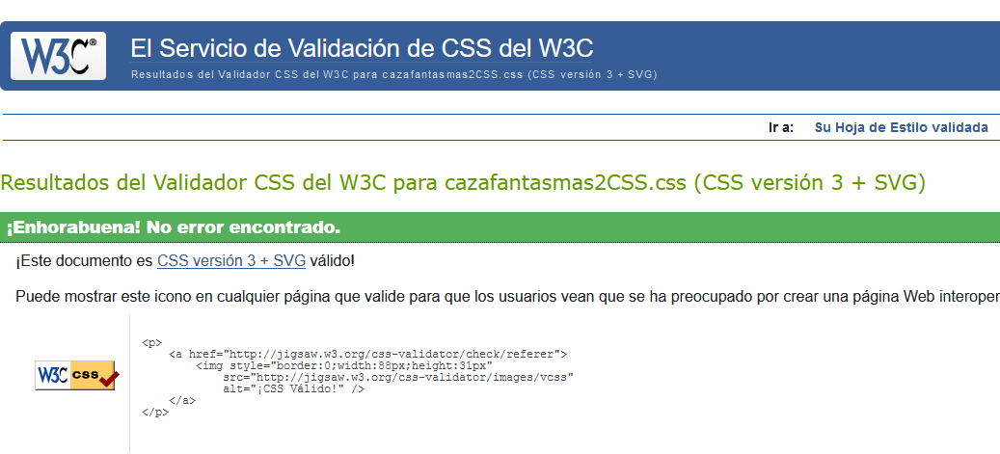 W3C®
El Servicio de Validación de CSS del W3C
Resultados del Validador CSS del W3C para cazafantasmas2CSS.css (CSS versión 3 + SVG)
Ir a: Su Hoja de Estilo validada
Resultados del Validador CSS del W3C para cazafantasmas2CSS.css (CSS versión 3 + SVG)
¡Enhorabuena! No error encontrado.
¡Este documento es CSS versión 3 + SVG válido!
Puede mostrar este icono en cualquier página que valide para que los usuarios vean que se ha preocupado por crear una página Web interoper
W3C css
<p>
<a href="http://jigsaw.w3.org/css-validator/check/referer">
<img style="border:0;width:88px;height:31px"
src="http://jigsaw.w3.org/css-validator/images/vcss"
alt="¡CSS Válido!" />
</a>
</p>